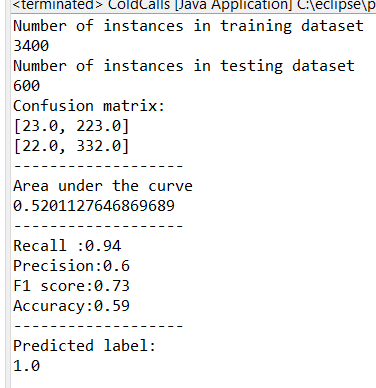 <terminated> ColdCalls [Java Application] C:\eclipse\p
Number of instances in training dataset
3400
Number of instances in testing dataset
600
Confusion matrix:
[23.0, 223.0]
[22.0, 332.0]
-------------------
Area under the curve
0.5201127646869689
-------------------
Recall :0.94
Precision:0.6
F1 score:0.73
Accuracy:0.59
-------------------
Predicted label:
1.0